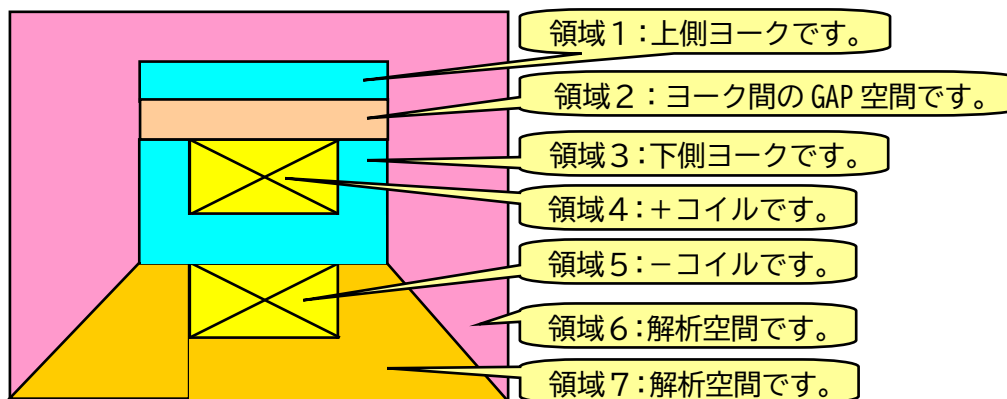 領域１：上側ヨークです。
領域２：ヨーク間の GAP 空間です。
領域３：下側ヨークです。
領域４：＋コイルです。
領域５：－コイルです。
領域６：解析空間です。
領域７：解析空間です。